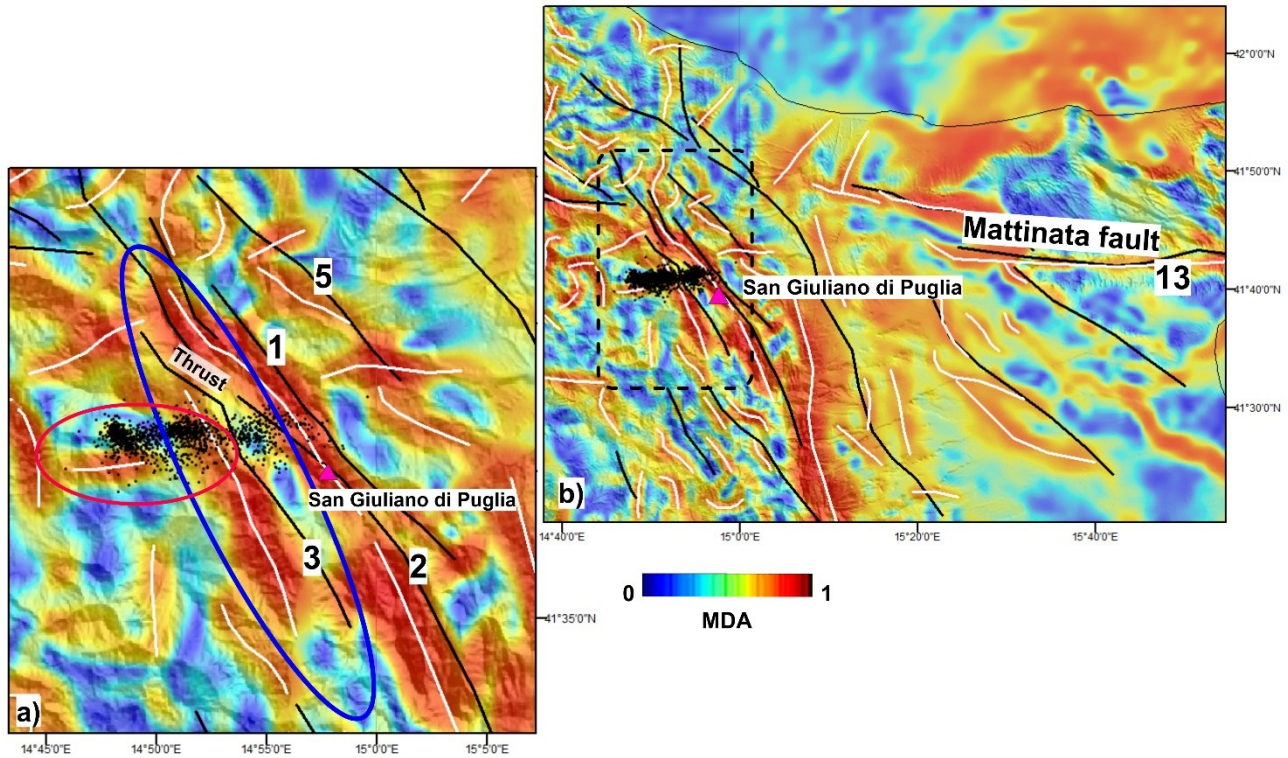 42°0'0"N
41°50'0"N
Mattinata fault
13
San Giuliano di Puglia
41°40'0"N
41°30'0"N
b)
14°40'0"E
15°0'0"E
15°20'0"E
15°40'0"E
0
1
MDA
5
1
Thrust
San Giuliano di Puglia
3
2
41°35'0"N
a)
14°45'0"E
14°50'0"E
14°55'0"E
15°0'0"E
15°5'0"E